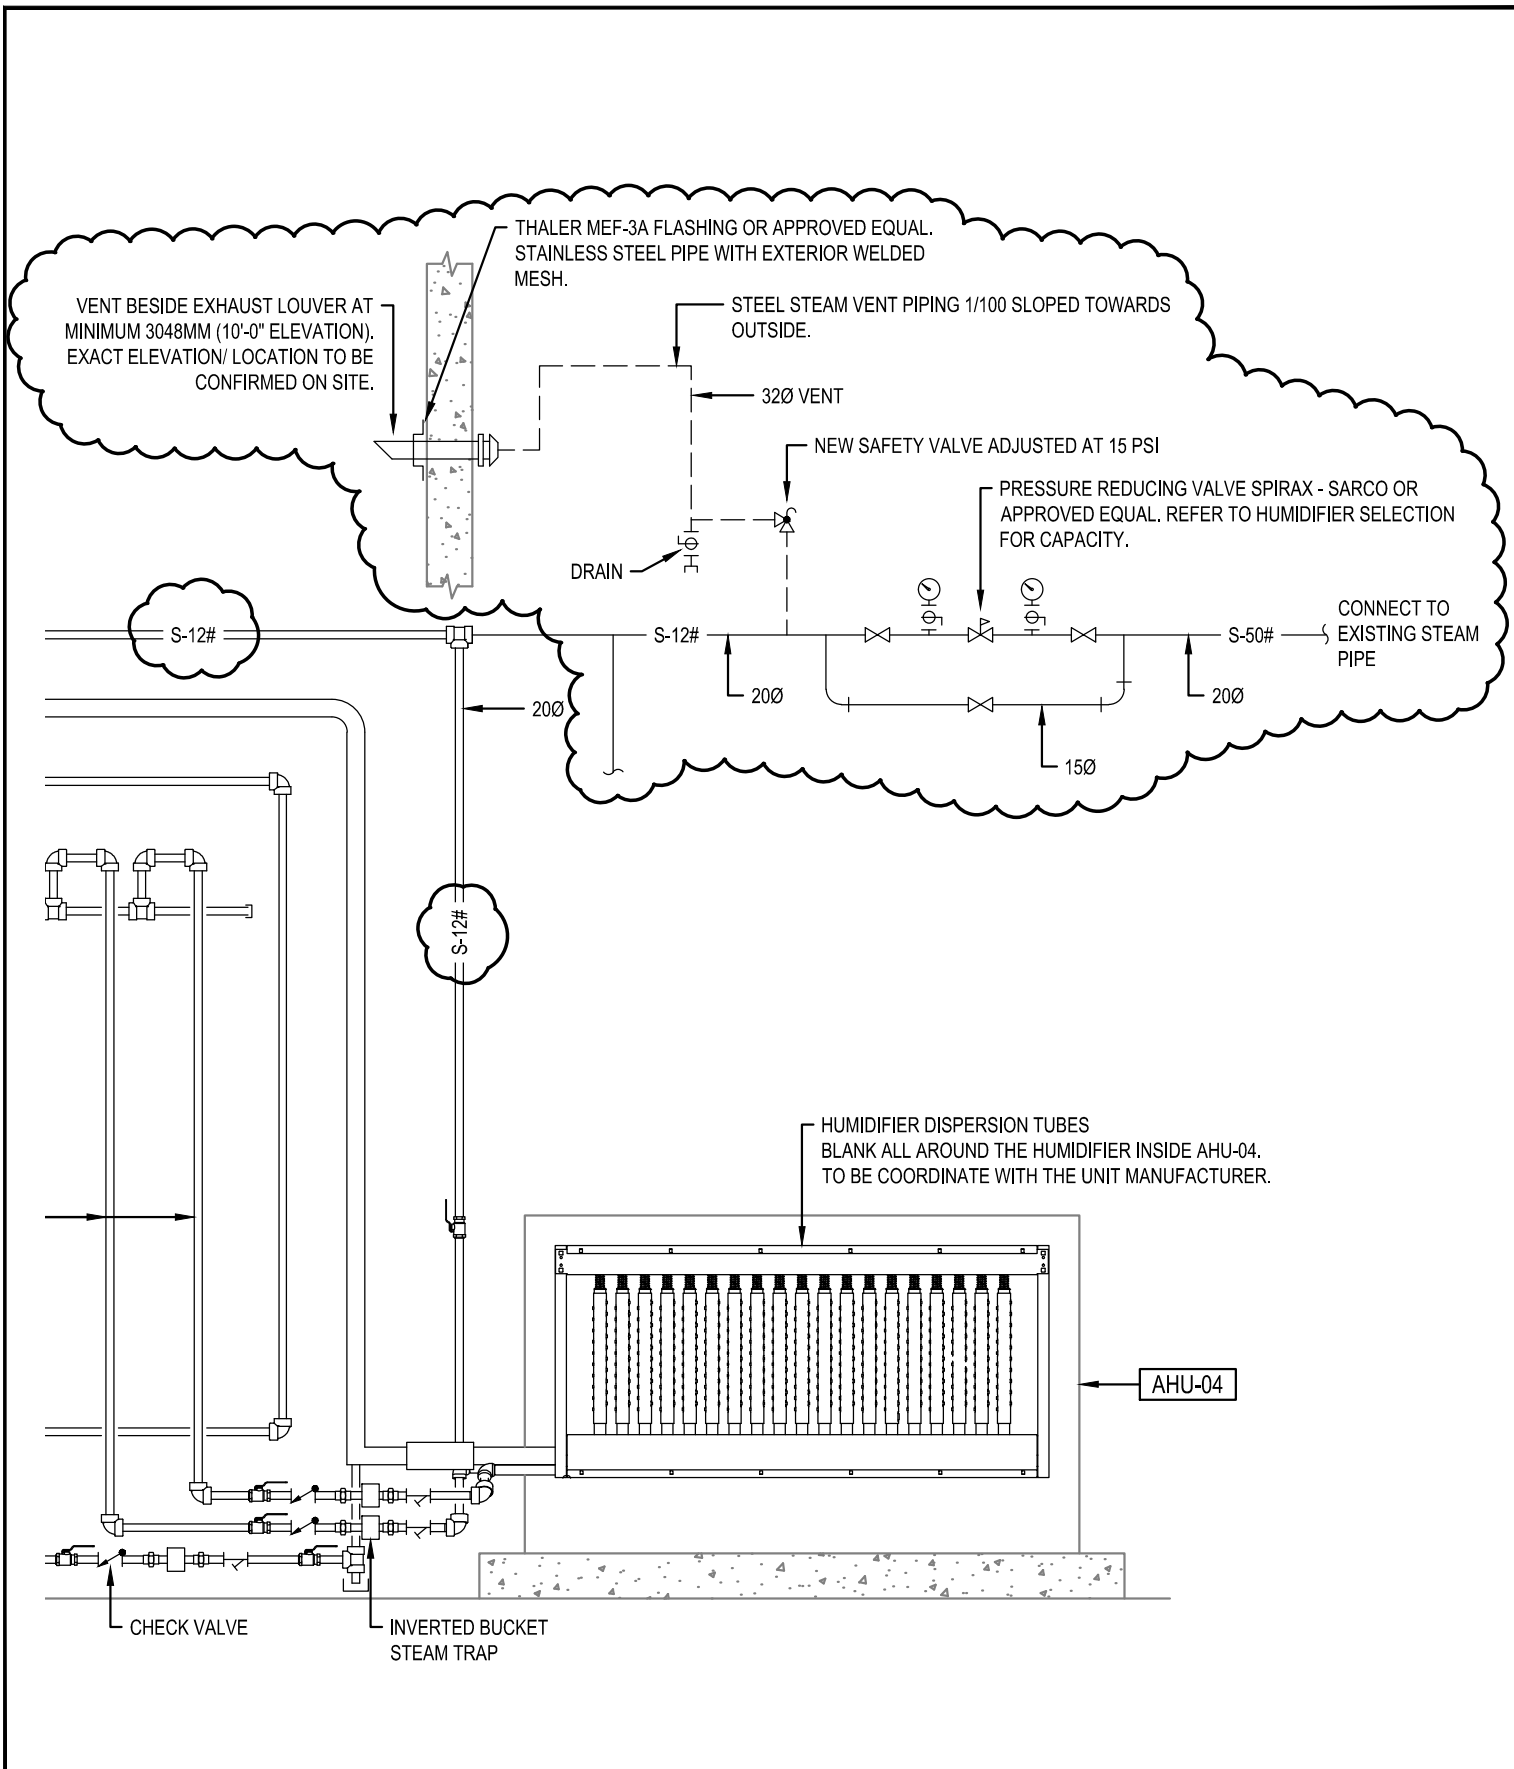 THALER MEF-3A FLASHING OR APPROVED EQUAL.
STAINLESS STEEL PIPE WITH EXTERIOR WELDED
MESH.
VENT BESIDE EXHAUST LOUVER AT
MINIMUM 3048MM (10'-0" ELEVATION).
EXACT ELEVATION/ LOCATION TO BE
CONFIRMED ON SITE.
STEEL STEAM VENT PIPING 1/100 SLOPED TOWARDS
OUTSIDE.
32Ø VENT
NEW SAFETY VALVE ADJUSTED AT 15 PSI
PRESSURE REDUCING VALVE SPIRAX - SARCO OR
APPROVED EQUAL. REFER TO HUMIDIFIER SELECTION
FOR CAPACITY.
DRAIN
S-12#
S-12#
S-50#
CONNECT TO
EXISTING STEAM
PIPE
20Ø
20Ø
20Ø
15Ø
S-12#
HUMIDIFIER DISPERSION TUBES
BLANK ALL AROUND THE HUMIDIFIER INSIDE AHU-04.
TO BE COORDINATE WITH THE UNIT MANUFACTURER.
AHU-04
CHECK VALVE
INVERTED BUCKET
STEAM TRAP